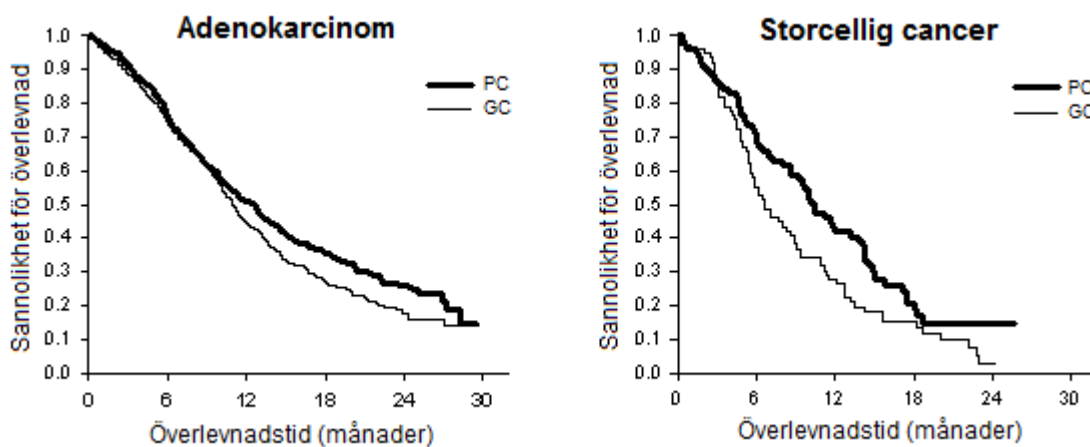 Adenokarcinom
PC
GC
Sannolikhet för överlevnad
1.0
0.9
0.8
0.7
0.6
0.5
0.4
0.3
0.2
0.1
0.0
0 6 12 18 24 30
Överlevnadstid (månader)
Storcellig cancer
PC
GC
Sannolikhet för överlevnad
1.0
0.9
0.8
0.7
0.6
0.5
0.4
0.3
0.2
0.1
0.0
0 6 12 18 24 30
Överlevnadstid (månader)